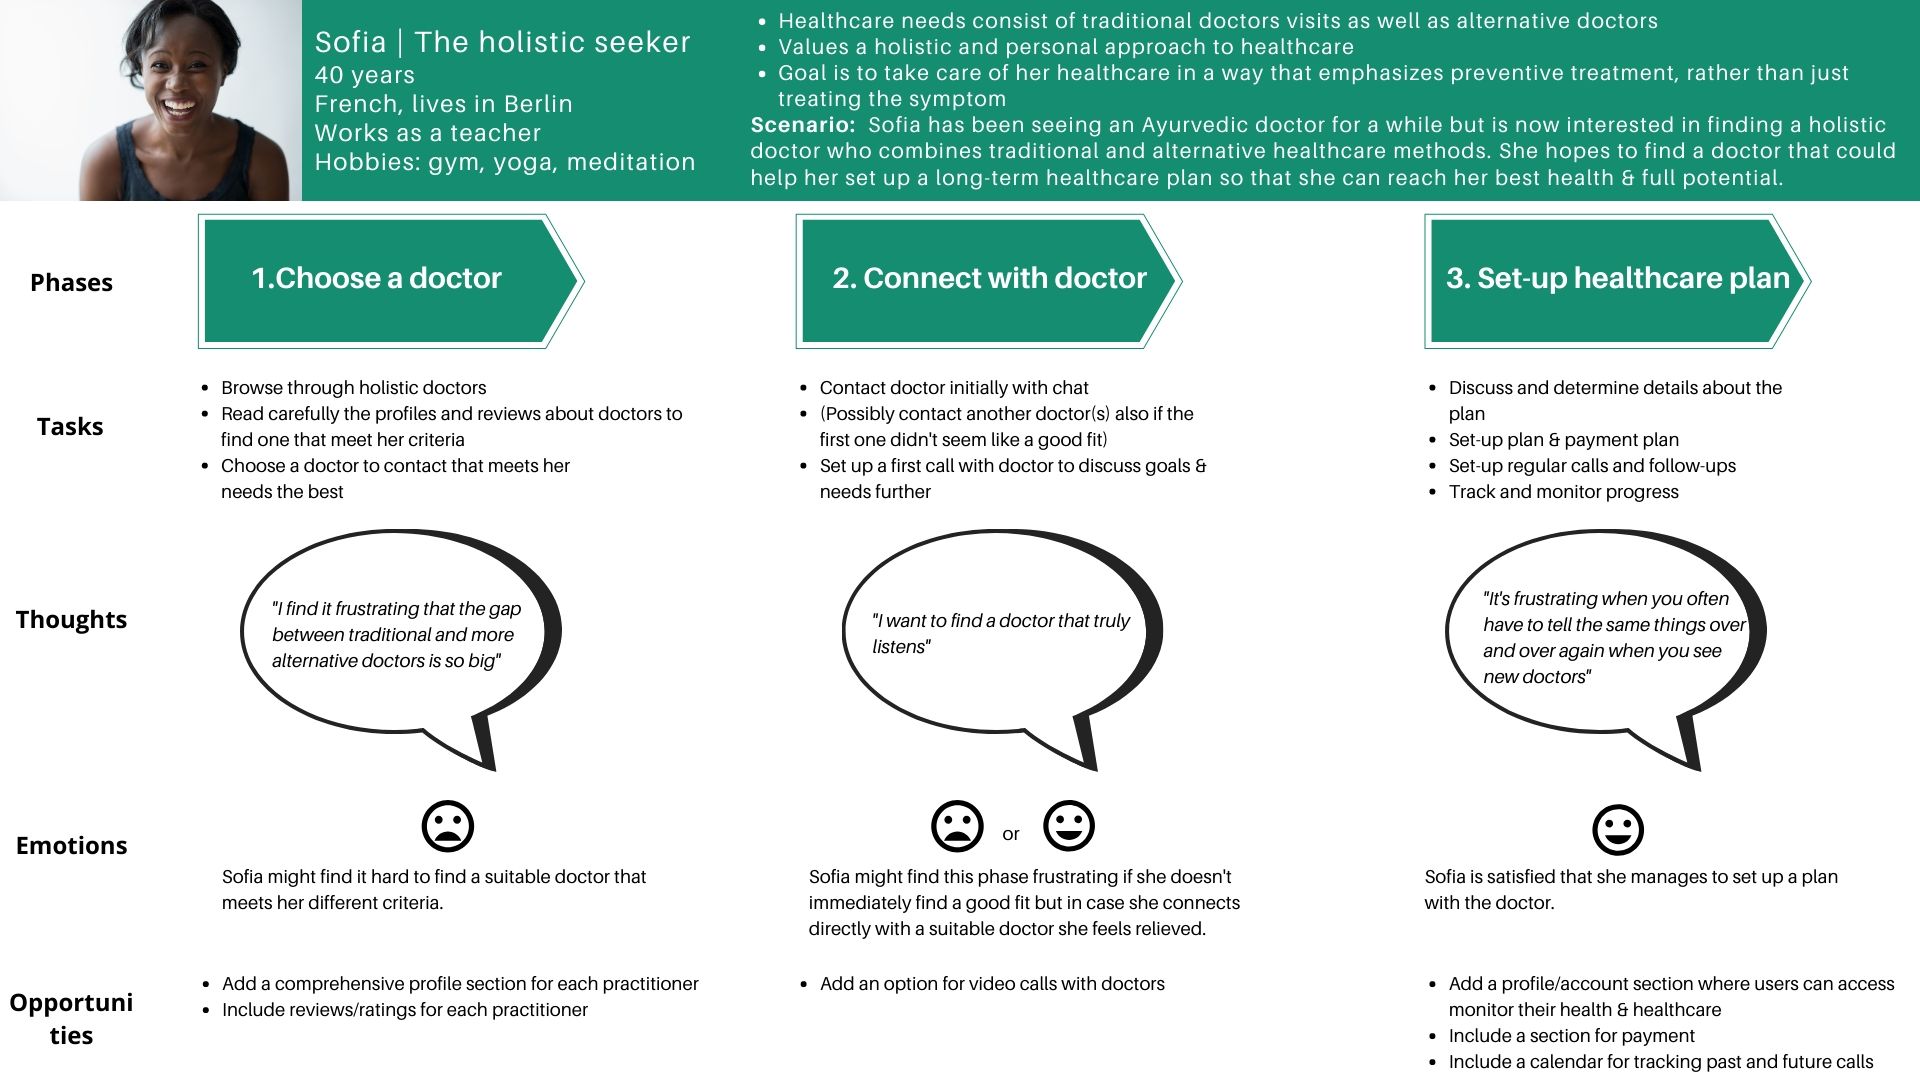 Sofia | The holistic seeker
40 years
French, lives in Berlin
Works as a teacher
Hobbies: gym, yoga, meditation
• Healthcare needs consist of traditional doctors visits as well as alternative doctors
• Values a holistic and personal approach to healthcare
• Goal is to take care of her healthcare in a way that emphasizes preventive treatment, rather than just
treating the symptom
Scenario: Sofia has been seeing an Ayurvedic doctor for a while but is now interested in finding a holistic
doctor who combines traditional and alternative healthcare methods. She hopes to find a doctor that could
help her set up a long-term healthcare plan so that she can reach her best health & full potential.
Phases
1.Choose a doctor
2. Connect with doctor
3. Set-up healthcare plan
Tasks
• Browse through holistic doctors
• Read carefully the profiles and reviews about doctors to
find one that meet her criteria
• Choose a doctor to contact that meets her
needs the best
• Contact doctor initially with chat
• (Possibly contact another doctor(s) also if the
first one didn't seem like a good fit)
• Set up a first call with doctor to discuss goals &
needs further
• Discuss and determine details about the
plan
• Set-up plan & payment plan
• Set-up regular calls and follow-ups
• Track and monitor progress
Thoughts
"I find it frustrating that the gap
between traditional and more
alternative doctors is so big"
"I want to find a doctor that truly
listens"
"It's frustrating when you often
have to tell the same things over
and over again when you see
new doctors"
Emotions
or
Sofia might find it hard to find a suitable doctor that
meets her different criteria.
Sofia might find this phase frustrating if she doesn't
immediately find a good fit but in case she connects
directly with a suitable doctor she feels relieved.
Sofia is satisfied that she manages to set up a plan
with the doctor.
Opportuni
ties
• Add a comprehensive profile section for each practitioner
• Include reviews/ratings for each practitioner
• Add an option for video calls with doctors
• Add a profile/account section where users can access
monitor their health & healthcare
• Include a section for payment
• Include a calendar for tracking past and future calls